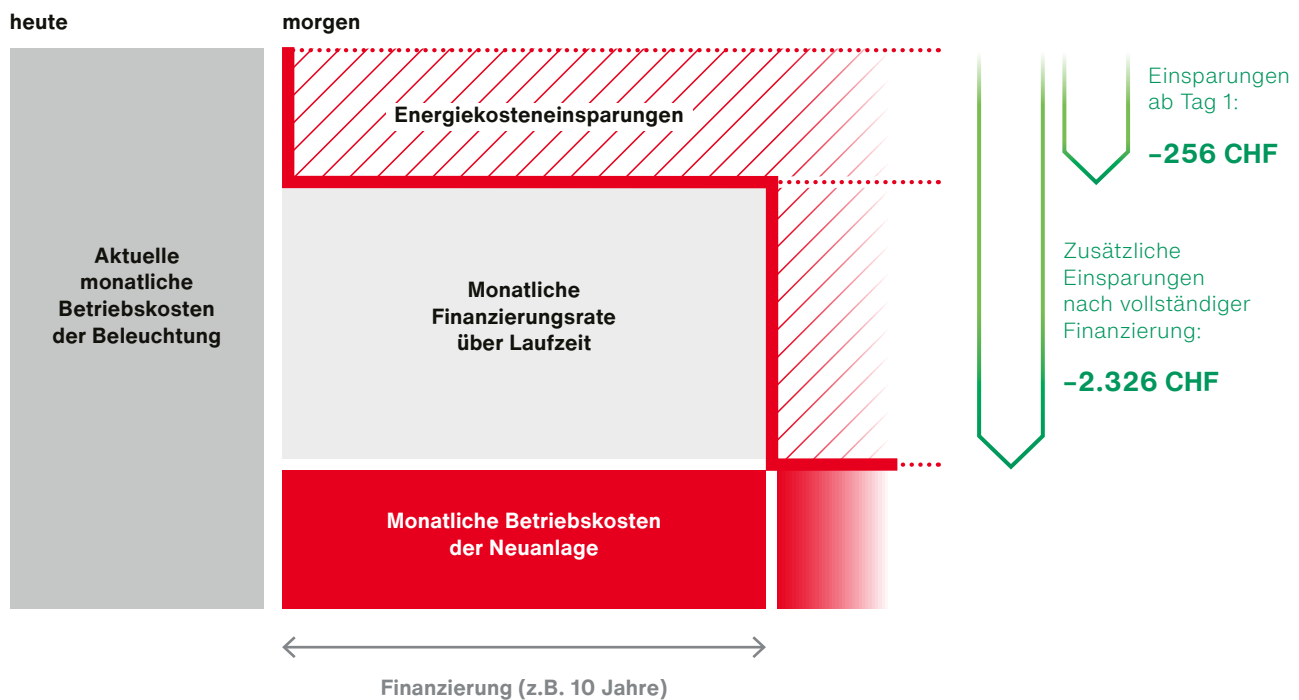 heute
morgen
Energiekosteneinsparungen
Einsparungen
ab Tag 1:
–256 CHF
Aktuelle
monatliche
Betriebskosten
der Beleuchtung
Monatliche
Finanzierungsrate
über Laufzeit
Zusätzliche
Einsparungen
nach vollständiger
Finanzierung:
–2.326 CHF
Monatliche Betriebskosten
der Neuanlage
Finanzierung (z.B. 10 Jahre)